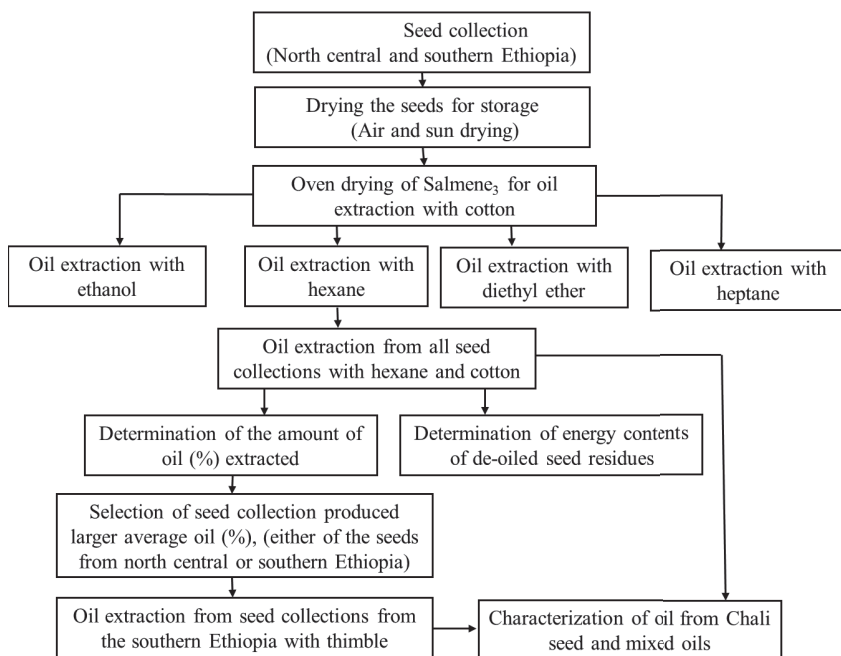 Seed collection
(North central and southern Ethiopia)
Drying the seeds for storage
(Air and sun drying)
Oven drying of Salmene₃ for oil
extraction with cotton
Oil extraction with
ethanol
Oil extraction with
hexane
Oil extraction with
diethyl ether
Oil extraction with
heptane
Oil extraction from all seed
collections with hexane and cotton
Determination of the amount of
oil (%) extracted
Determination of energy contents
of de-oiled seed residues
Selection of seed collection produced
larger average oil (%), (either of the seeds
from north central or southern Ethiopia)
Oil extraction from seed collections from
the southern Ethiopia with thimble
Characterization of oil from Chali
seed and mixed oils